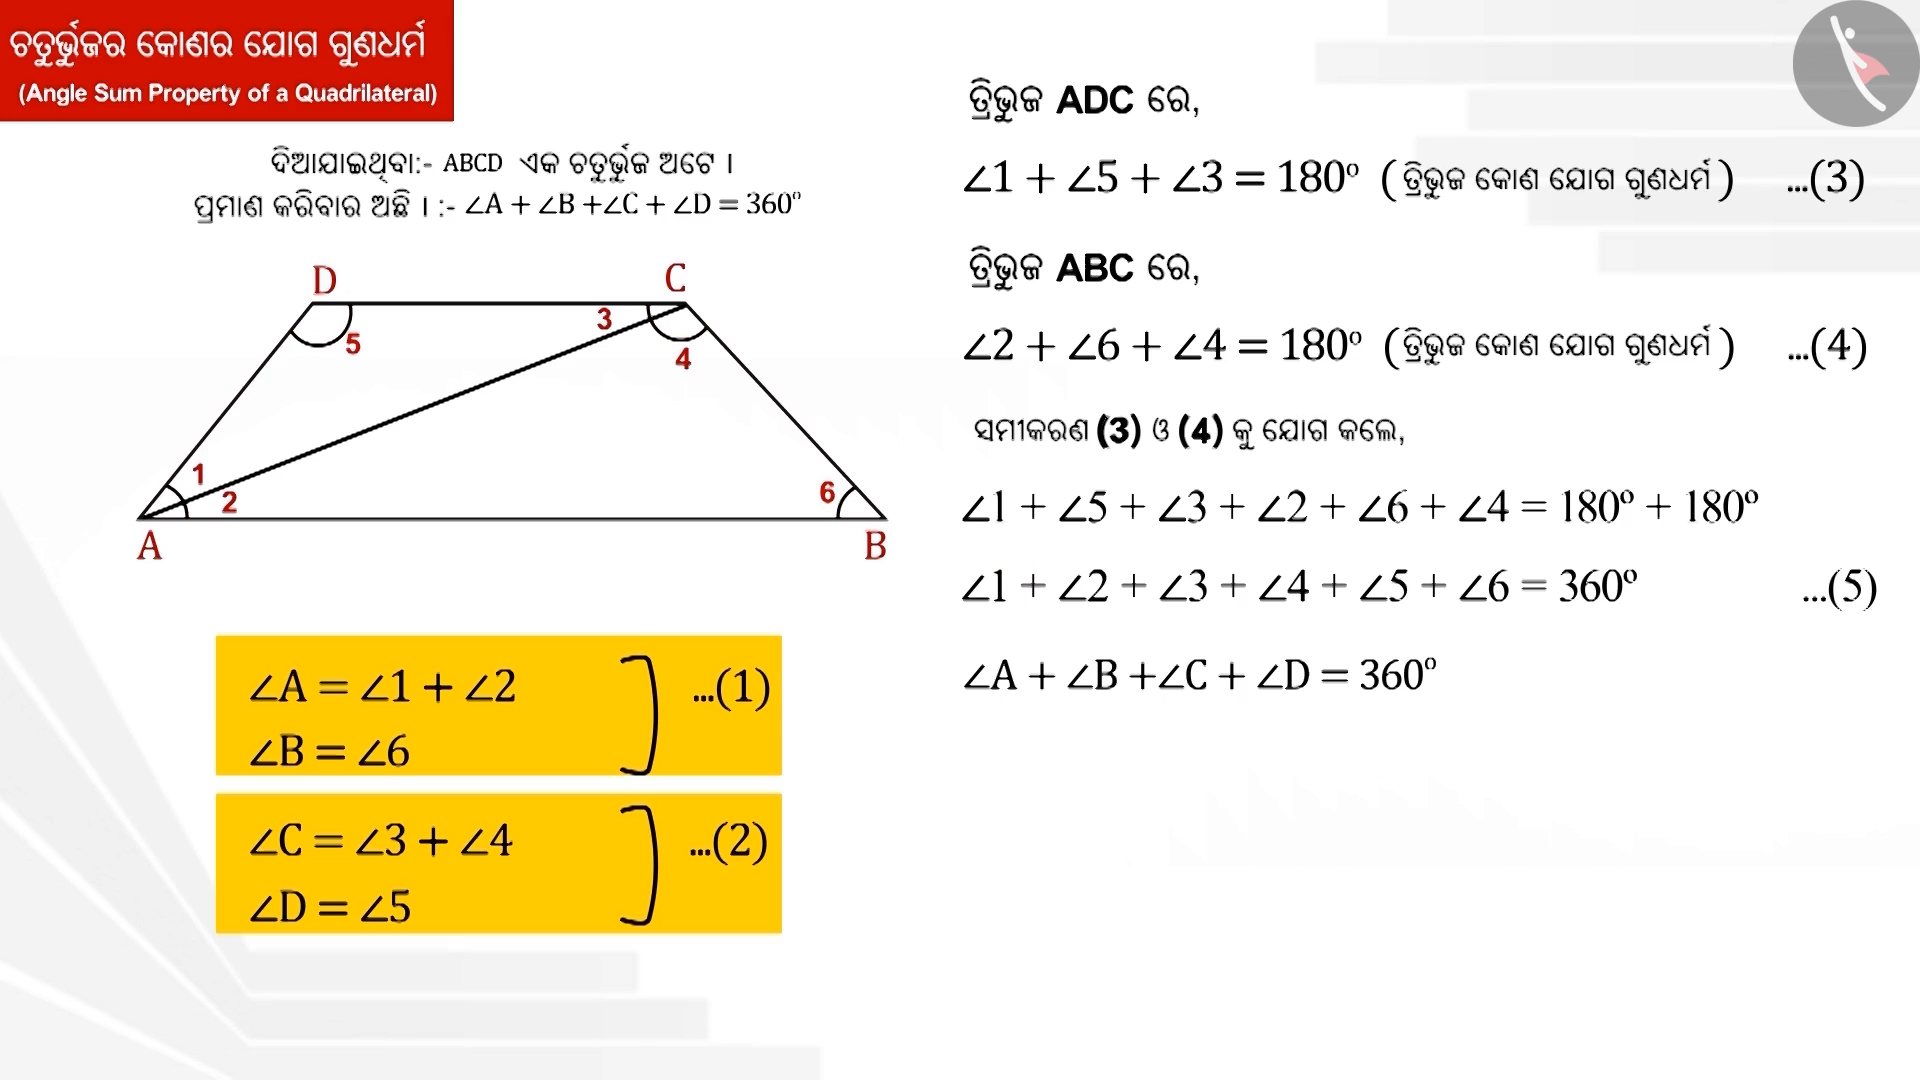 ଚତୁର୍ଭୁଜର କୋଣର ଯୋଗ ଗୁଣଧର୍ମ
(Angle Sum Property of a Quadrilateral)
ଦିଆଯାଇଥିବା:- ABCD ଏକ ଚତୁର୍ଭୁଜ ଅଟେ ।
ପ୍ରମାଣ କରିବାର ଅଛି । :- ∠A + ∠B +∠C + ∠D = 360°
D
C
5
3
4
1
2
6
A
B
∠A = ∠1 + ∠2 ...(1)
∠B = ∠6
∠C = ∠3 + ∠4 ...(2)
∠D = ∠5
ତ୍ରିଭୁଜ ADC ରେ,
∠1 + ∠5 + ∠3 = 180° ( ତ୍ରିଭୁଜ କୋଣ ଯୋଗ ଗୁଣଧର୍ମ ) ...(3)
ତ୍ରିଭୁଜ ABC ରେ,
∠2 + ∠6 + ∠4 = 180° ( ତ୍ରିଭୁଜ କୋଣ ଯୋଗ ଗୁଣଧର୍ମ ) ...(4)
ସମୀକରଣ (3) ଓ (4) କୁ ଯୋଗ କଲେ,
∠1 + ∠5 + ∠3 + ∠2 + ∠6 + ∠4 = 180° + 180°
∠1 + ∠2 + ∠3 + ∠4 + ∠5 + ∠6 = 360° ...(5)
∠A + ∠B +∠C + ∠D = 360°